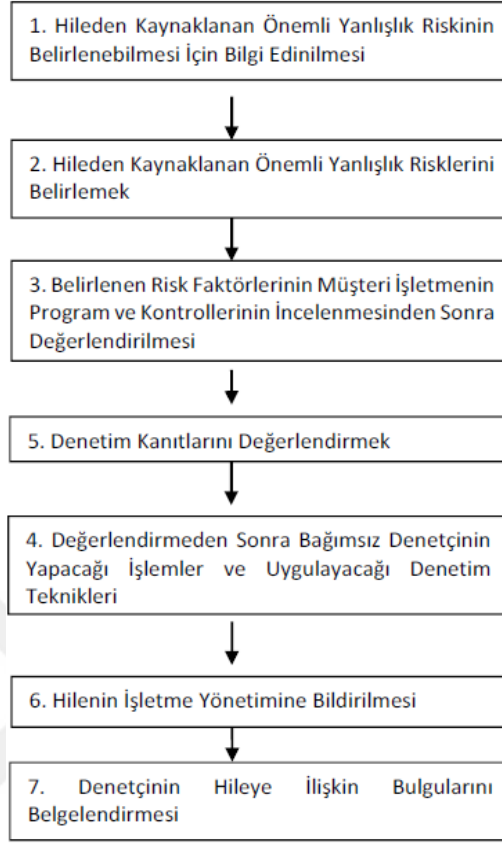 1. Hileden Kaynaklanan Önemli Yanlışlık Riskinin
Belirlenebilmesi İçin Bilgi Edinilmesi
2. Hileden Kaynaklanan Önemli Yanlışlık Risklerini
Belirlemek
3. Belirlenen Risk Faktörlerinin Müşteri İşletmenin
Program ve Kontrollerinin İncelenmesinden Sonra
Değerlendirilmesi
5. Denetim Kanıtlarını Değerlendirmek
4. Değerlendirmeden Sonra Bağımsız Denetçinin
Yapacağı İşlemler ve Uygulayacağı Denetim
Teknikleri
6. Hilenin İşletme Yönetimine Bildirilmesi
7. Denetçinin Hileye İlişkin Bulgularını
Belgelendirmesi